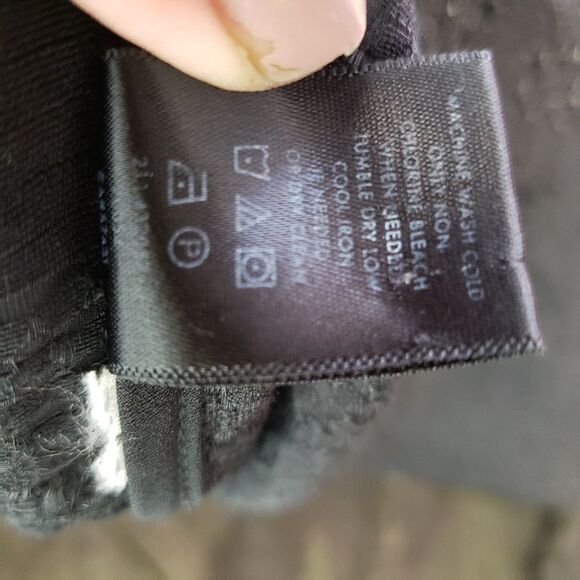 MACHINE WASH COLD
ONLY NON
CHLORINE BLEACH
WHEN NEEDED
TUMBLE DRY LOW
COOL IRON
IF NEEDED
OR DRY CLEAN
P